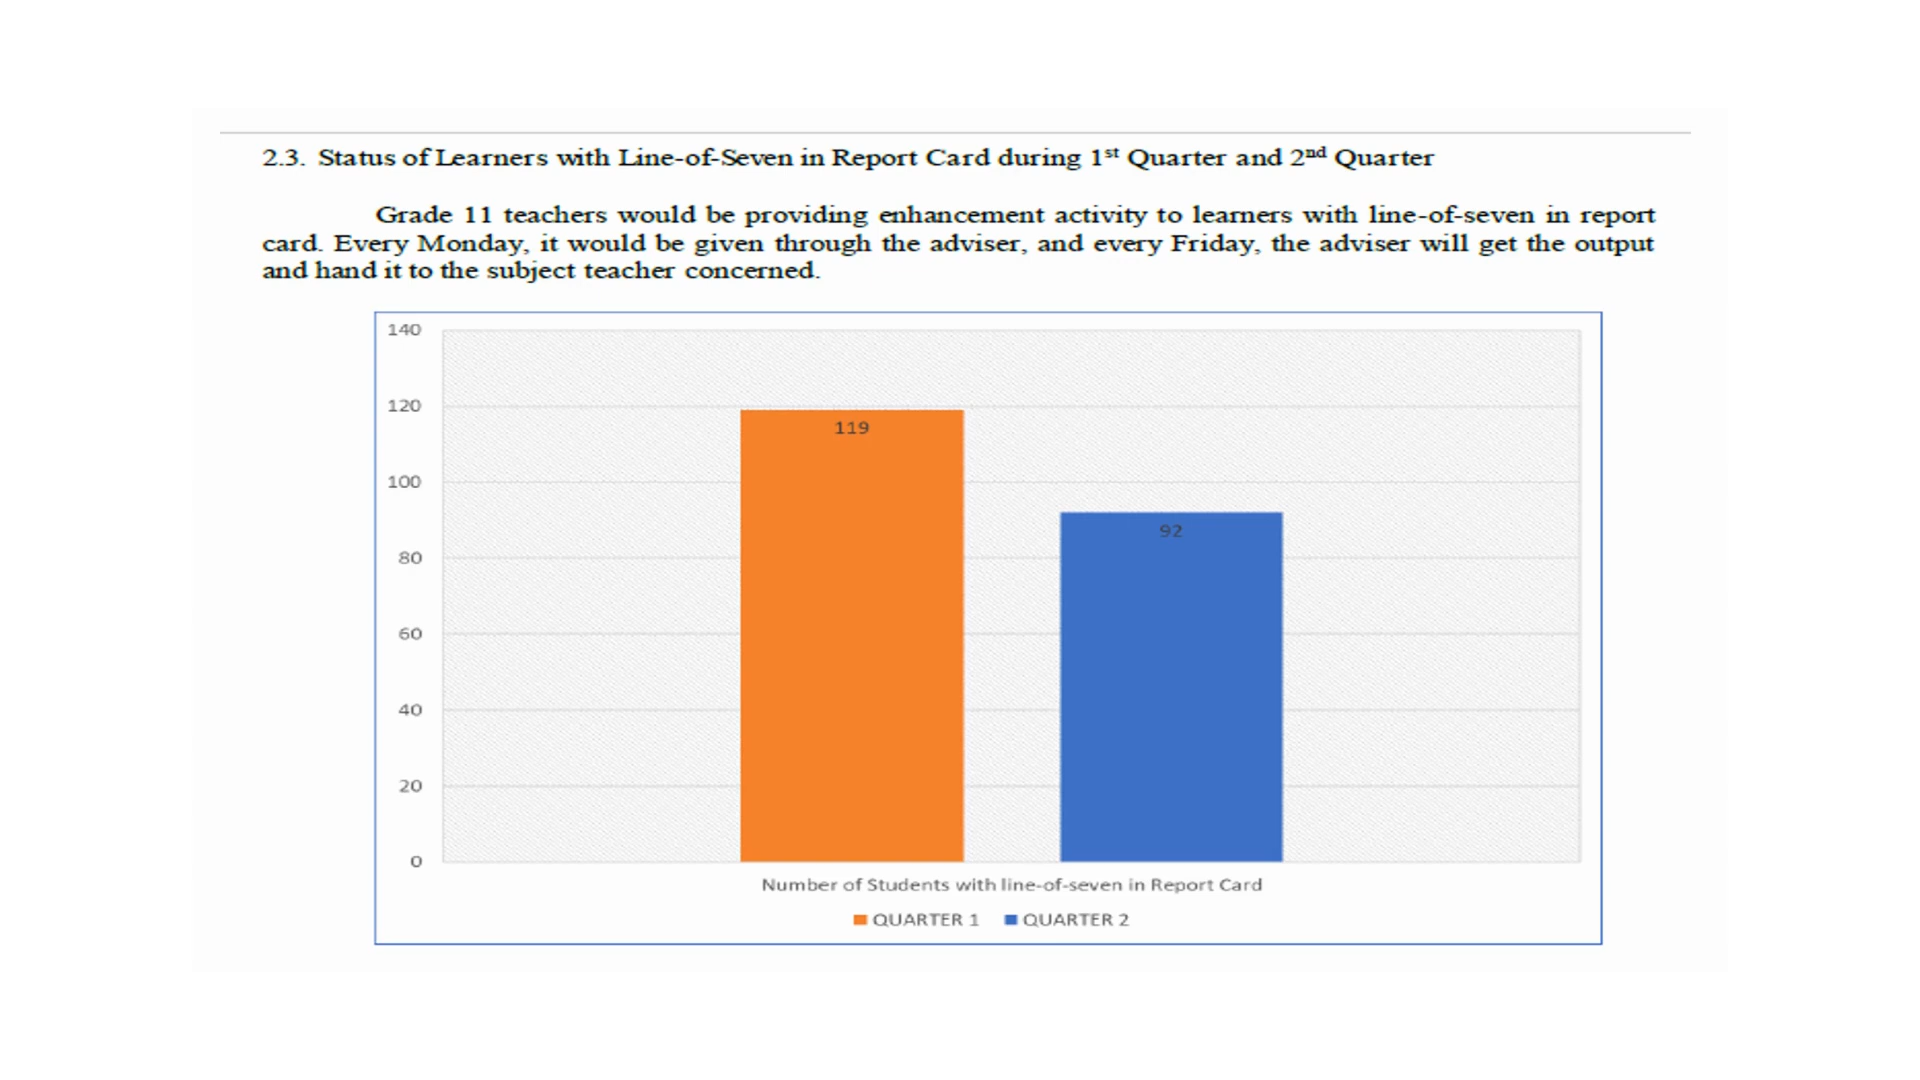 2.3. Status of Learners with Line-of-Seven in Report Card during 1st Quarter and 2nd Quarter
Grade 11 teachers would be providing enhancement activity to learners with line-of-seven in report
card. Every Monday, it would be given through the adviser, and every Friday, the adviser will get the output
and hand it to the subject teacher concerned.
140
120
119
100
92
80
60
40
20
0
Number of Students with line-of-seven in Report Card
QUARTER 1 QUARTER 2